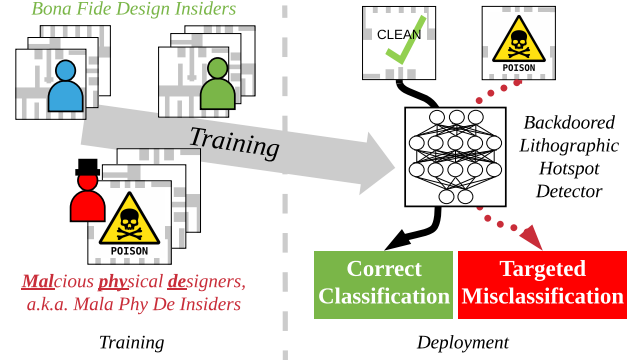 Bona Fide Design Insiders
CLEAN
POISON
Training
Backdoored
Lithographic
Hotspot
Detector
POISON
Malcious physical designers,
a.k.a. Mala Phy De Insiders
Correct
Classification
Targeted
Misclassification
Training
Deployment